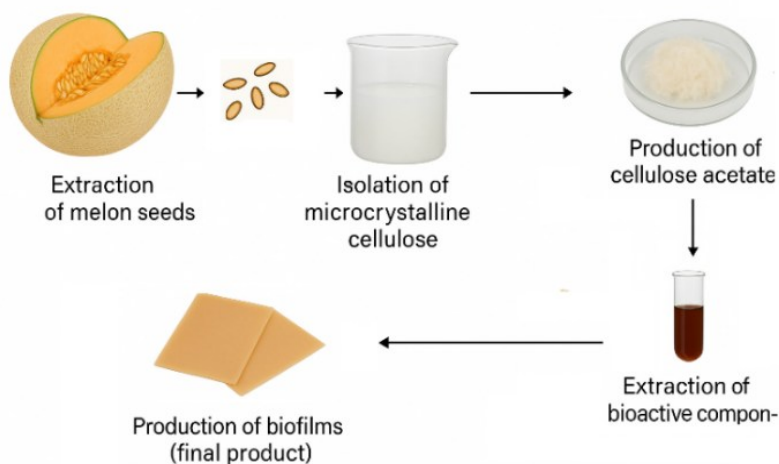 Extraction
of melon seeds
Isolation of
microcrystalline
cellulose
Production of
cellulose acetate
Extraction of
bioactive compon-
Production of biofilms
(final product)